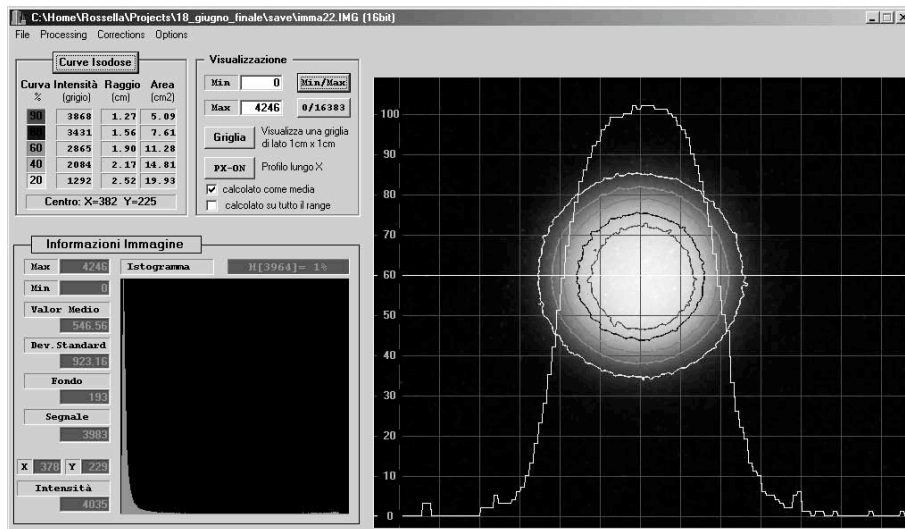 C:\Home\Rossella\Projects\18_giugno_finale\save\imma22.IMG (16bit)
File Processing Corrections Options
Curve Isodose
Curva Intensità Raggio Area
% (grigio) (cm) (cm2)
90 3868 1.27 5.09
80 3431 1.56 7.61
60 2865 1.90 11.28
40 2084 2.17 14.81
20 1292 2.52 19.93
Centro: X=382 Y=225
Visualizzazione
Min 0 Min/Max
Max 4246 0/16383
Griglia Visualizza una griglia
di lato 1cm x 1cm
PX-ON Profilo lungo X
calcolato come media
calcolato su tutto il range
Informazioni Immagine
Max 4246 Istogramma H[3964]= 1%
Min 0
Valor Medio
546.56
Dev.Standard
923.16
Fondo
193
Segnale
3983
X 378 Y 229
Intensità
4035
100
90
80
70
60
50
40
30
20
10
0